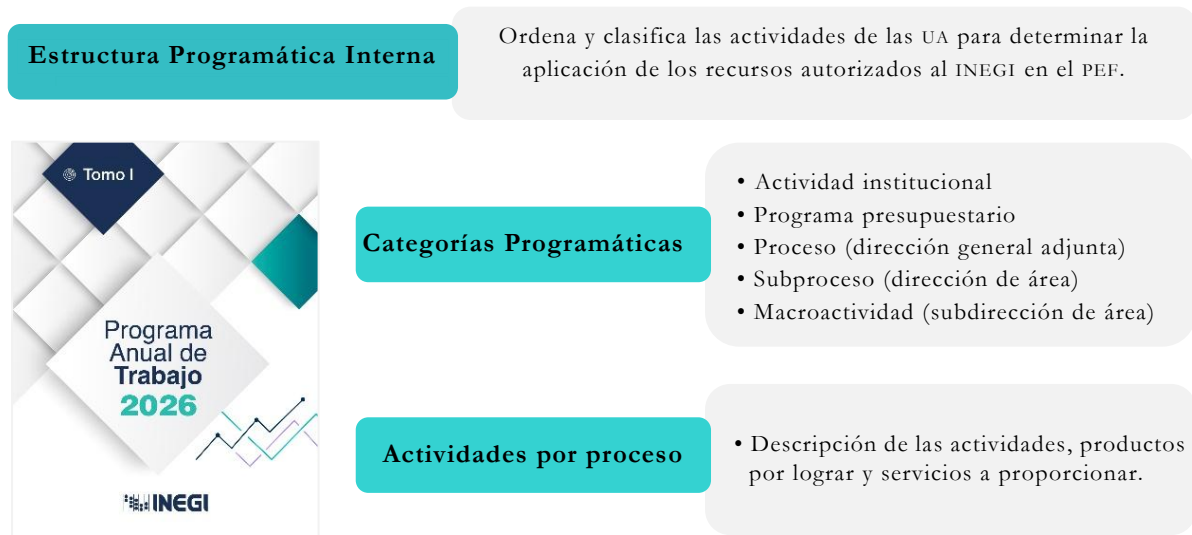 Estructura Programática Interna
Ordena y clasifica las actividades de las UA para determinar la
aplicación de los recursos autorizados al INEGI en el PEF.
Tomo I
Programa
Anual de
Trabajo
2026
INEGI
Categorías Programáticas
• Actividad institucional
• Programa presupuestario
• Proceso (dirección general adjunta)
• Subproceso (dirección de área)
• Macroactividad (subdirección de área)
Actividades por proceso
• Descripción de las actividades, productos
por lograr y servicios a proporcionar.